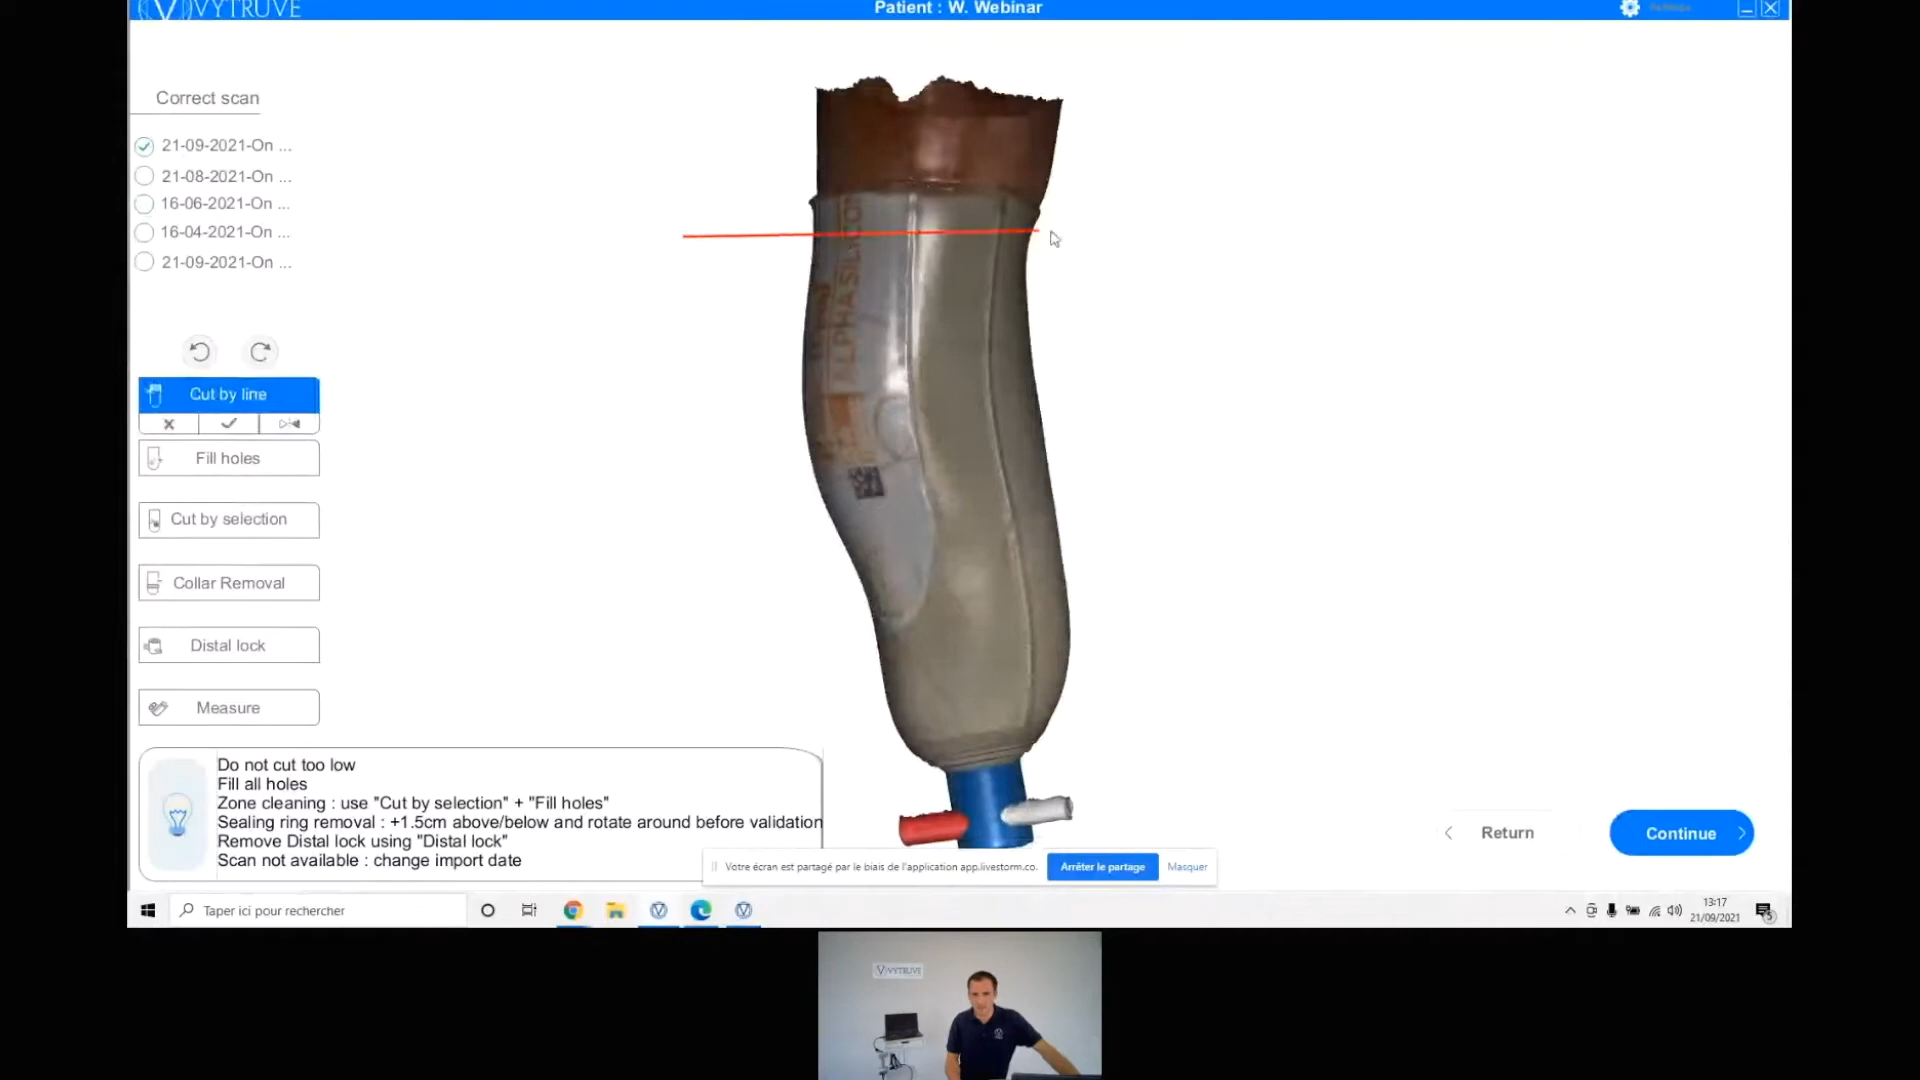 VYTRUVE
Patient : W. Webinar
Correct scan
21-09-2021-On ...
21-08-2021-On ...
16-06-2021-On ...
16-04-2021-On ...
21-09-2021-On ...
Cut by line
Fill holes
Cut by selection
Collar Removal
Distal lock
Measure
ALPHASILICON
Do not cut too low
Fill all holes
Zone cleaning : use "Cut by selection" + "Fill holes"
Sealing ring removal : +1.5cm above/below and rotate around before validation
Remove Distal lock using "Distal lock"
Scan not available : change import date
Return
Continue
Votre écran est partagé par le biais de l'application app.livestorm.co.
Arrêter le partage
Masquer
Taper ici pour rechercher
13:17
21/09/2021
5
VYTRUVE